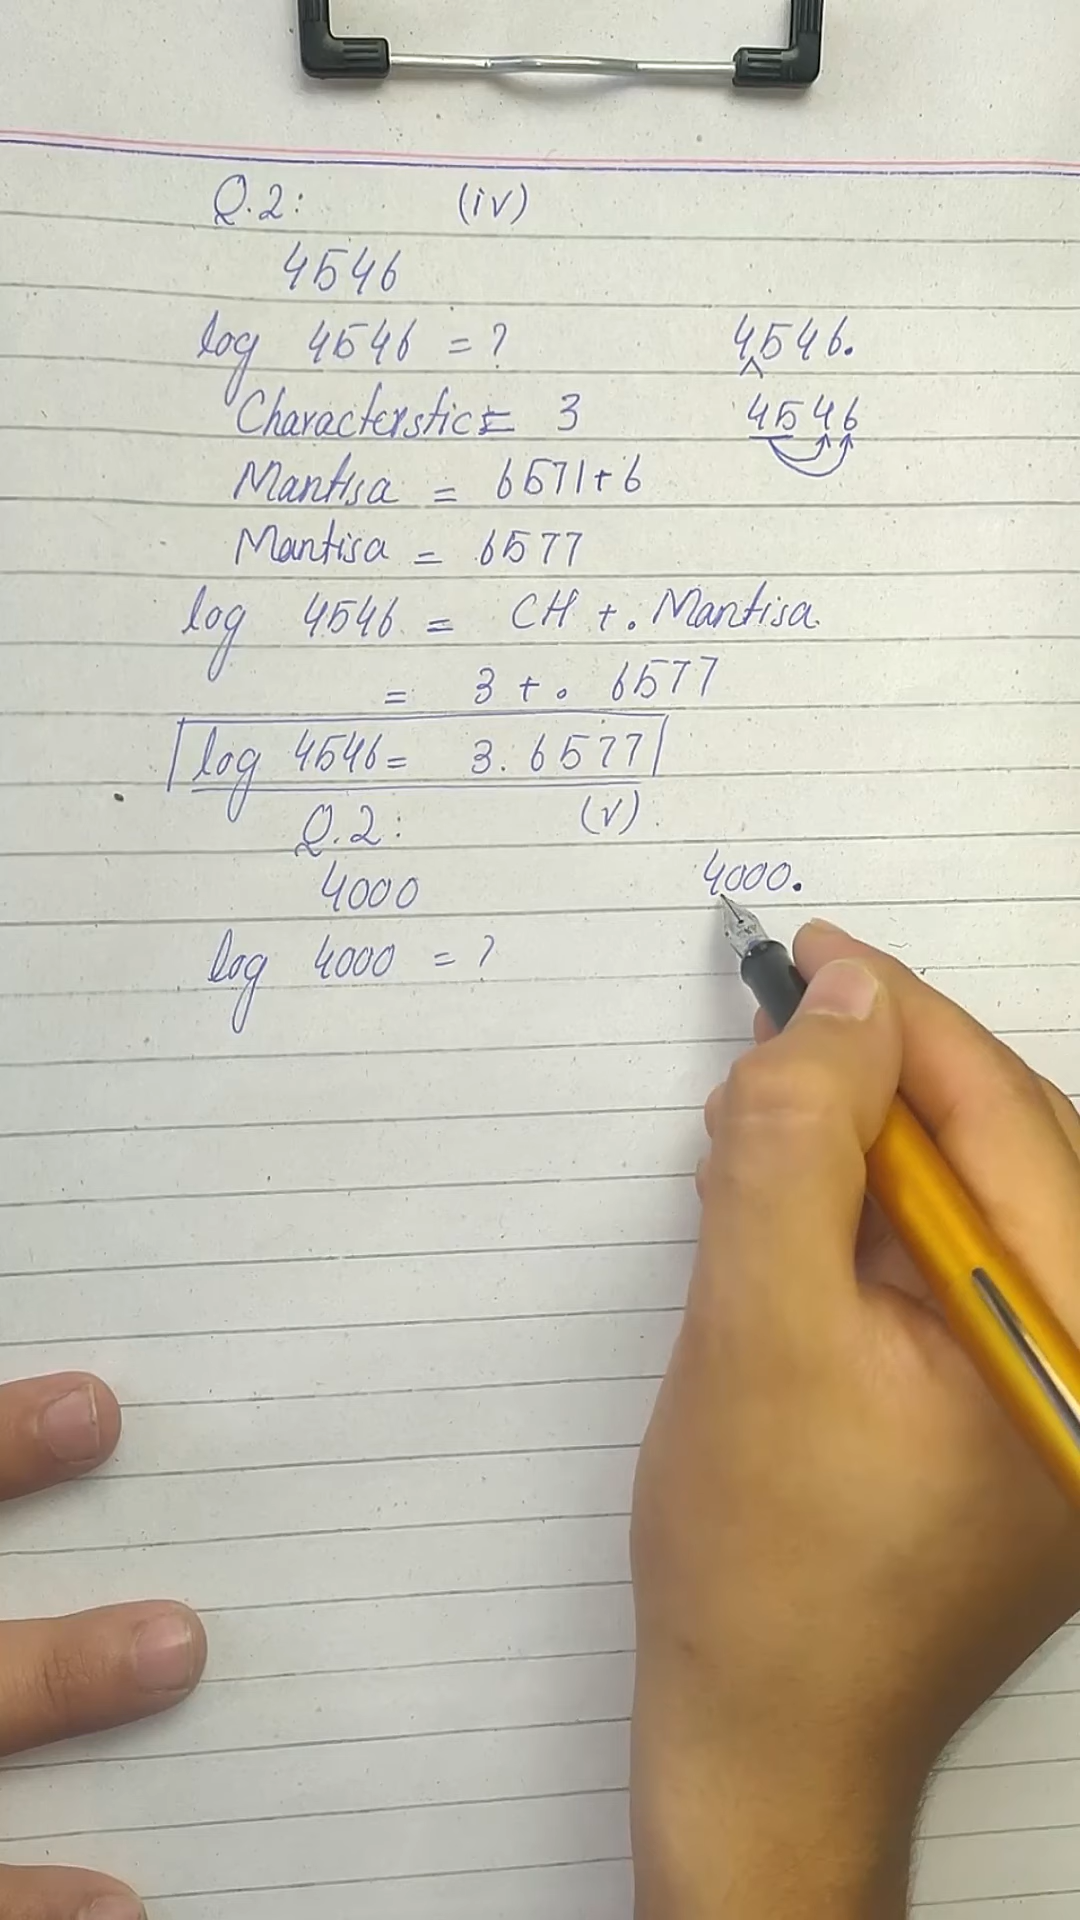 Q.2: (iv)
4546
log 4546 = ? 4546.
Characterstic = 3 4546
Mantisa = 6571+6
Mantisa = 6577
log 4546 = CH +. Mantisa.
= 3 +. 6577
log 4546 = 3.6577
Q.2: (v)
4000 4000.
log 4000 = ?